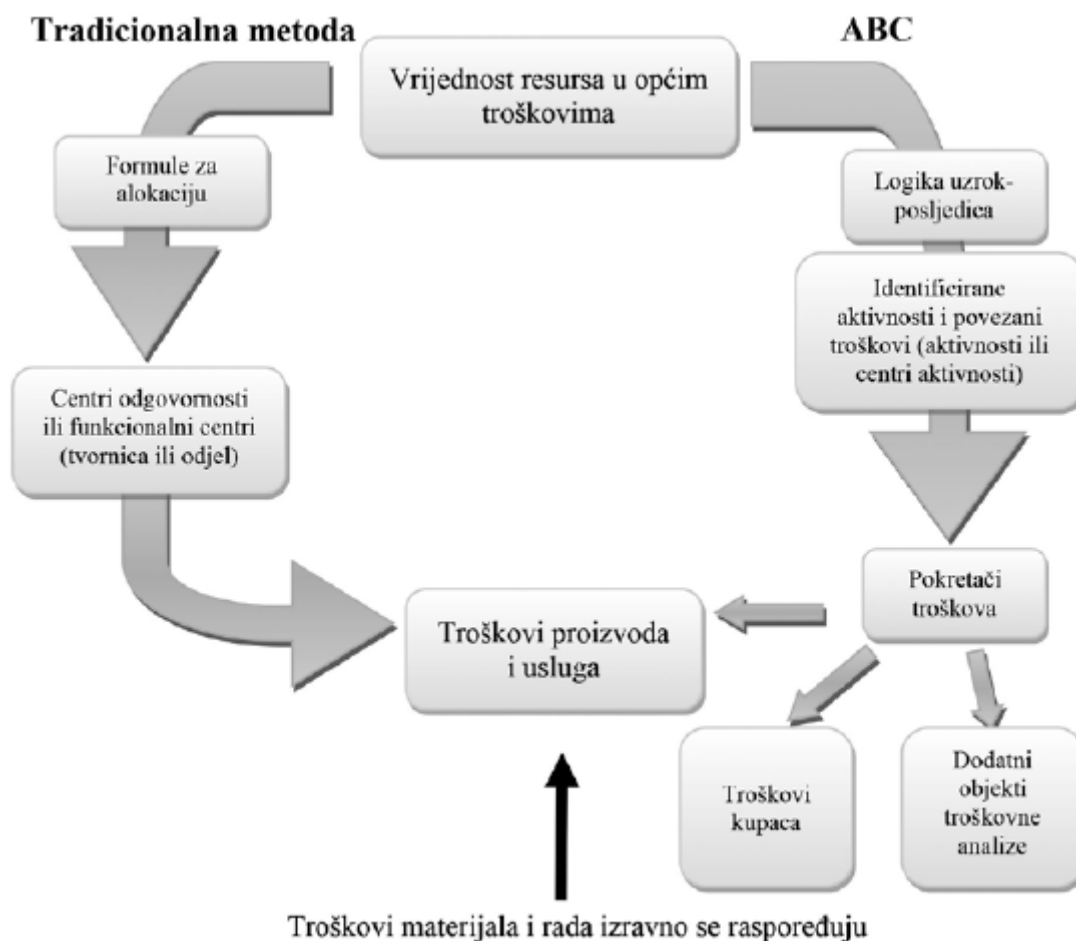 Tradicionalna metoda
ABC
Vrijednost resursa u općim
troškovima
Formule za
alokaciju
Logika uzrok-
posljedica
Identificirane
aktivnosti i povezani
troškovi (aktivnosti ili
centri aktivnosti)
Centri odgovornosti
ili funkcionalni centri
(tvornica ili odjel)
Pokretači
troškova
Troškovi proizvoda
i usluga
Troškovi
kupaca
Dodatni
objekti
troškovne
analize
Troškovi materijala i rada izravno se raspoređuju